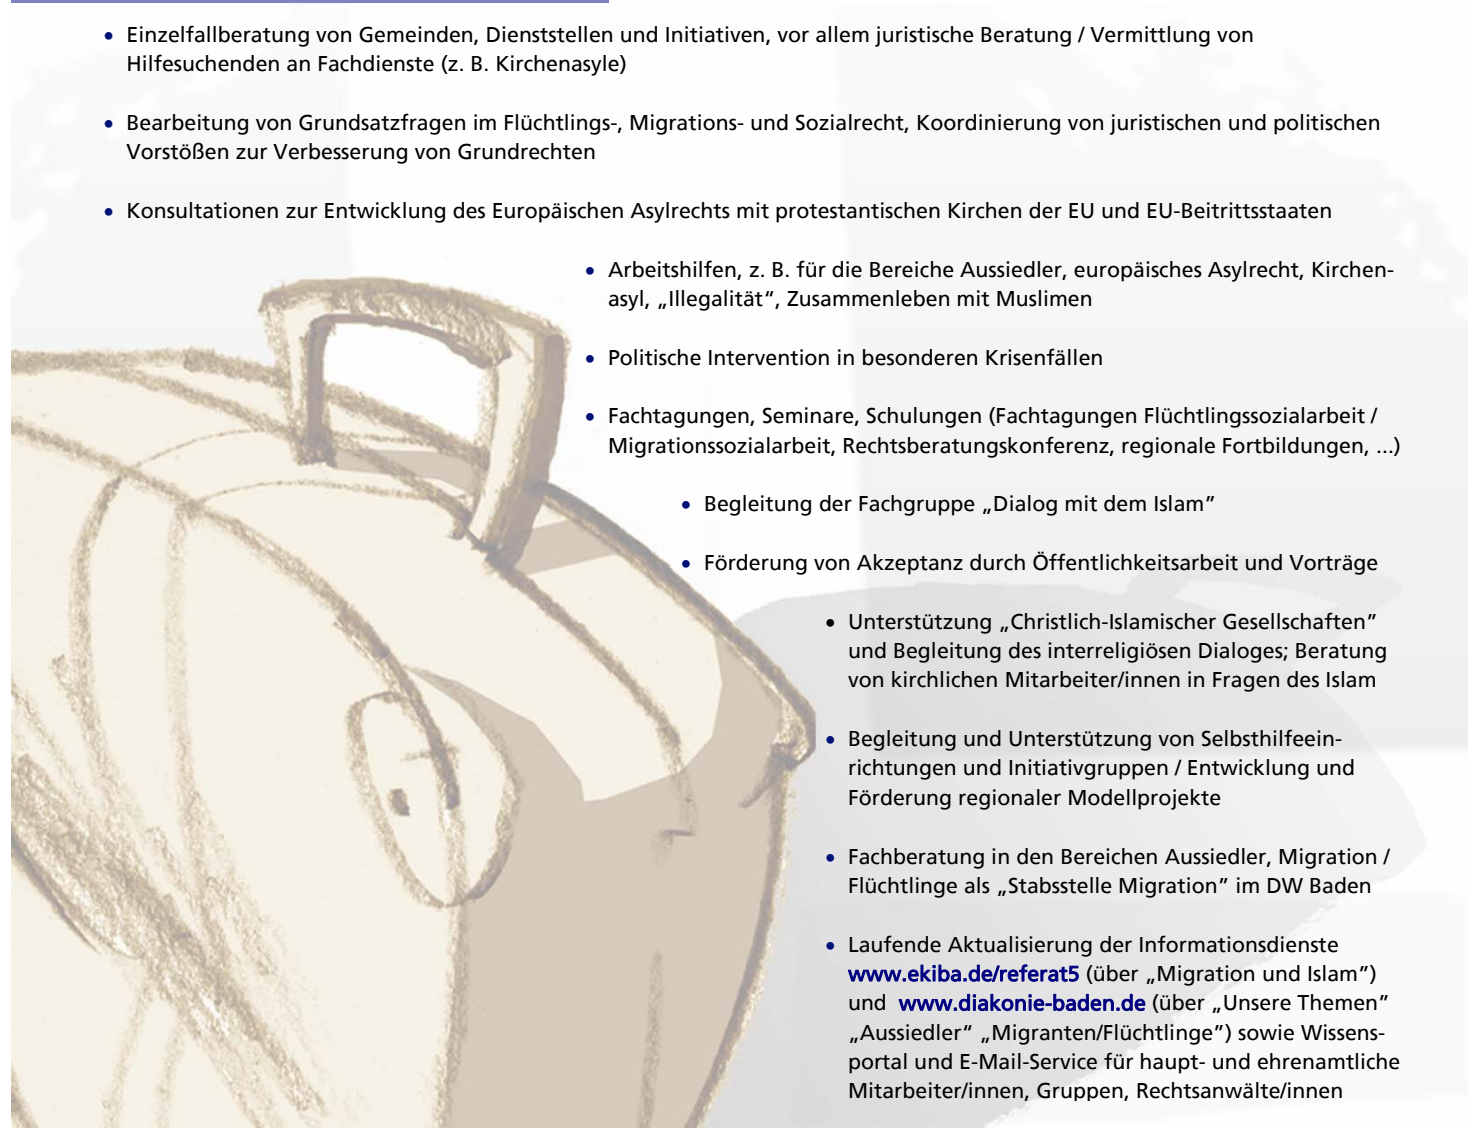 • Einzelfallberatung von Gemeinden, Dienststellen und Initiativen, vor allem juristische Beratung / Vermittlung von
Hilfesuchenden an Fachdienste (z. B. Kirchenasyle)
• Bearbeitung von Grundsatzfragen im Flüchtlings-, Migrations- und Sozialrecht, Koordinierung von juristischen und politischen
Vorstößen zur Verbesserung von Grundrechten
• Konsultationen zur Entwicklung des Europäischen Asylrechts mit protestantischen Kirchen der EU und EU-Beitrittsstaaten
• Arbeitshilfen, z. B. für die Bereiche Aussiedler, europäisches Asylrecht, Kirchen-
asyl, „Illegalität“, Zusammenleben mit Muslimen
• Politische Intervention in besonderen Krisenfällen
• Fachtagungen, Seminare, Schulungen (Fachtagungen Flüchtlingssozialarbeit /
Migrationssozialarbeit, Rechtsberatungskonferenz, regionale Fortbildungen, ...)
• Begleitung der Fachgruppe „Dialog mit dem Islam”
• Förderung von Akzeptanz durch Öffentlichkeitsarbeit und Vorträge
• Unterstützung „Christlich-Islamischer Gesellschaften”
und Begleitung des interreligiösen Dialoges; Beratung
von kirchlichen Mitarbeiter/innen in Fragen des Islam
• Begleitung und Unterstützung von Selbsthilfeein-
richtungen und Initiativgruppen / Entwicklung und
Förderung regionaler Modellprojekte
• Fachberatung in den Bereichen Aussiedler, Migration /
Flüchtlinge als „Stabsstelle Migration” im DW Baden
• Laufende Aktualisierung der Informationsdienste
www.ekiba.de/referat5 (über „Migration und Islam”)
und www.diakonie-baden.de (über „Unsere Themen”
„Aussiedler” „Migranten/Flüchtlinge”) sowie Wissens-
portal und E-Mail-Service für haupt- und ehrenamtliche
Mitarbeiter/innen, Gruppen, Rechtsanwälte/innen